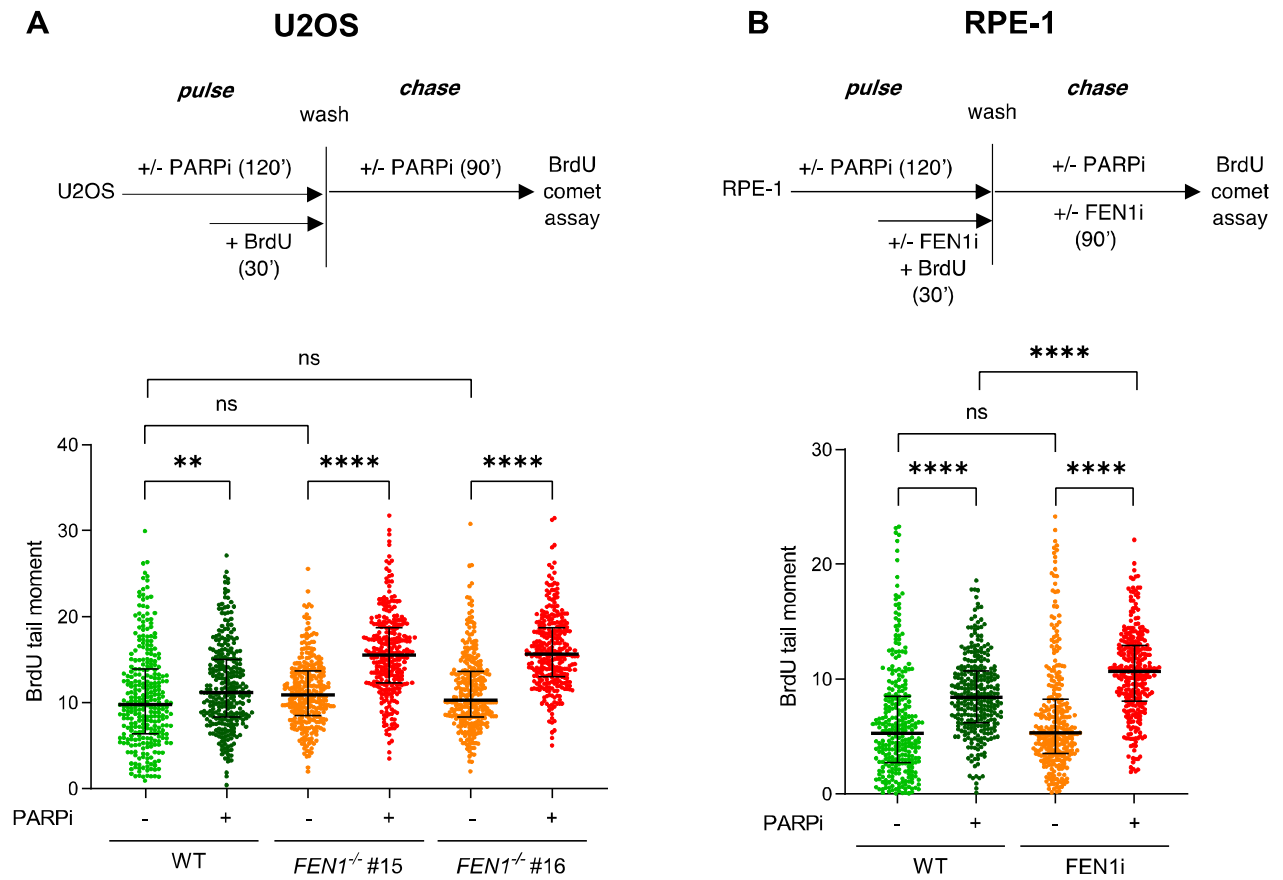 A
U2OS
pulse
chase
wash
+/- PARPi (120’)
+/- PARPi (90’)
U2OS
BrdU
comet
assay
+ BrdU
(30’)
ns
ns
**
****
****
BrdU tail moment
40
30
20
10
0
PARPi
- + - + - +
WT
FEN1-/- #15
FEN1-/- #16
B
RPE-1
pulse
chase
wash
+/- PARPi (120’)
+/- PARPi
RPE-1
BrdU
comet
assay
+/- FEN1i
+ BrdU
(30’)
+/- FEN1i
(90’)
****
ns
****
****
BrdU tail moment
30
20
10
0
PARPi
- + - +
WT
FEN1i